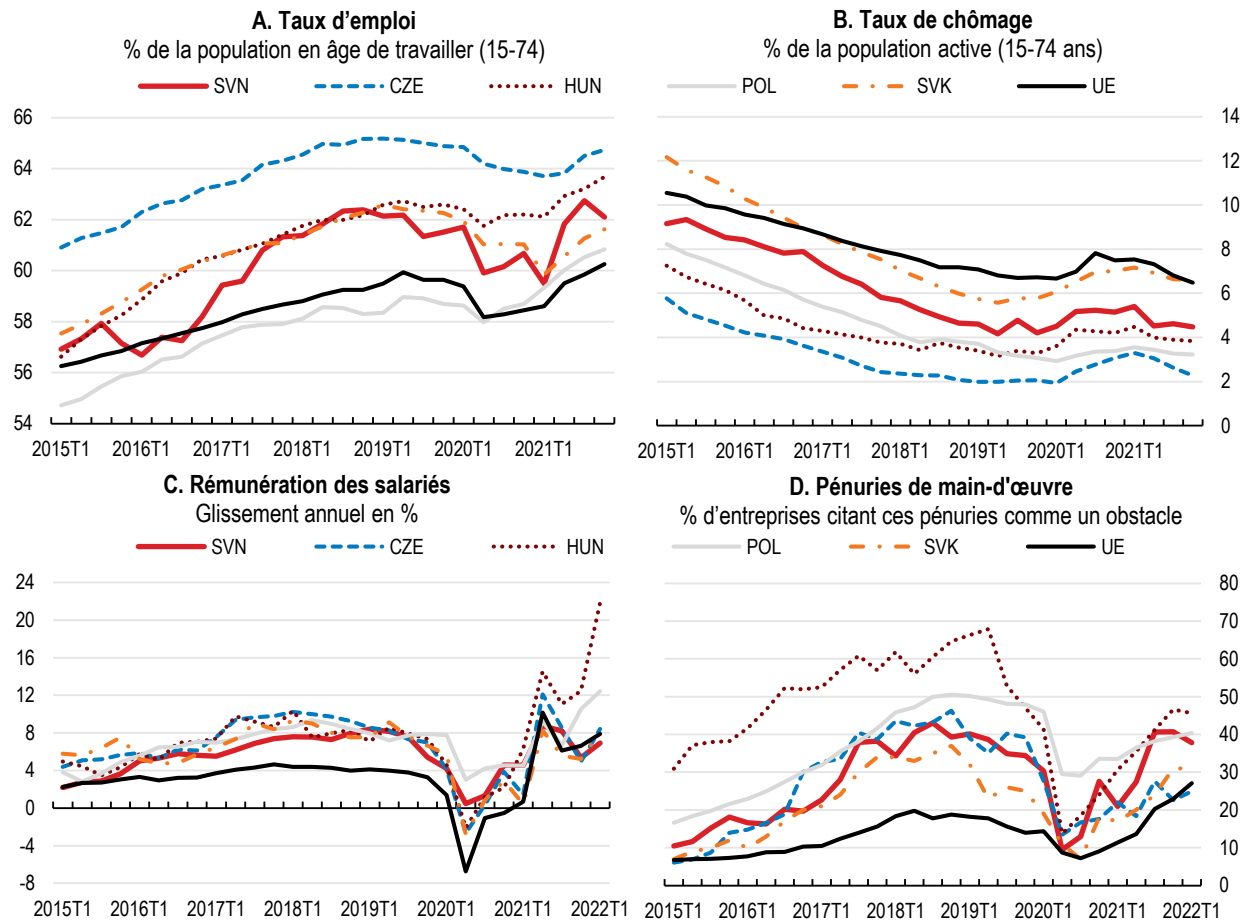 A. Taux d'emploi
% de la population en âge de travailler (15-74)
SVN CZE HUN
66
64
62
60
58
56
54
2015T1 2016T1 2017T1 2018T1 2019T1 2020T1 2021T1
B. Taux de chômage
% de la population active (15-74 ans)
POL SVK UE
14
12
10
8
6
4
2
0
2015T1 2016T1 2017T1 2018T1 2019T1 2020T1 2021T1
C. Rémunération des salariés
Glissement annuel en %
SVN CZE HUN
24
20
16
12
8
4
0
-4
-8
2015T1 2016T1 2017T1 2018T1 2019T1 2020T1 2021T1 2022T1
D. Pénuries de main-d'œuvre
% d'entreprises citant ces pénuries comme un obstacle
POL SVK UE
80
70
60
50
40
30
20
10
0
2015T1 2016T1 2017T1 2018T1 2019T1 2020T1 2021T1 2022T1